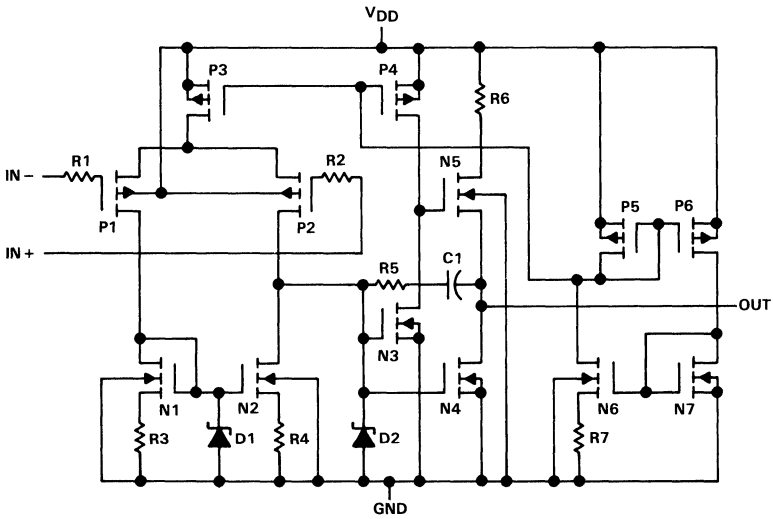 VDD
P3
P4
R6
IN−
R1
R2
N5
P1
P2
P5
P6
IN+
R5
C1
OUT
N3
N1
N2
N4
N6
N7
R3
D1
R4
D2
R7
GND